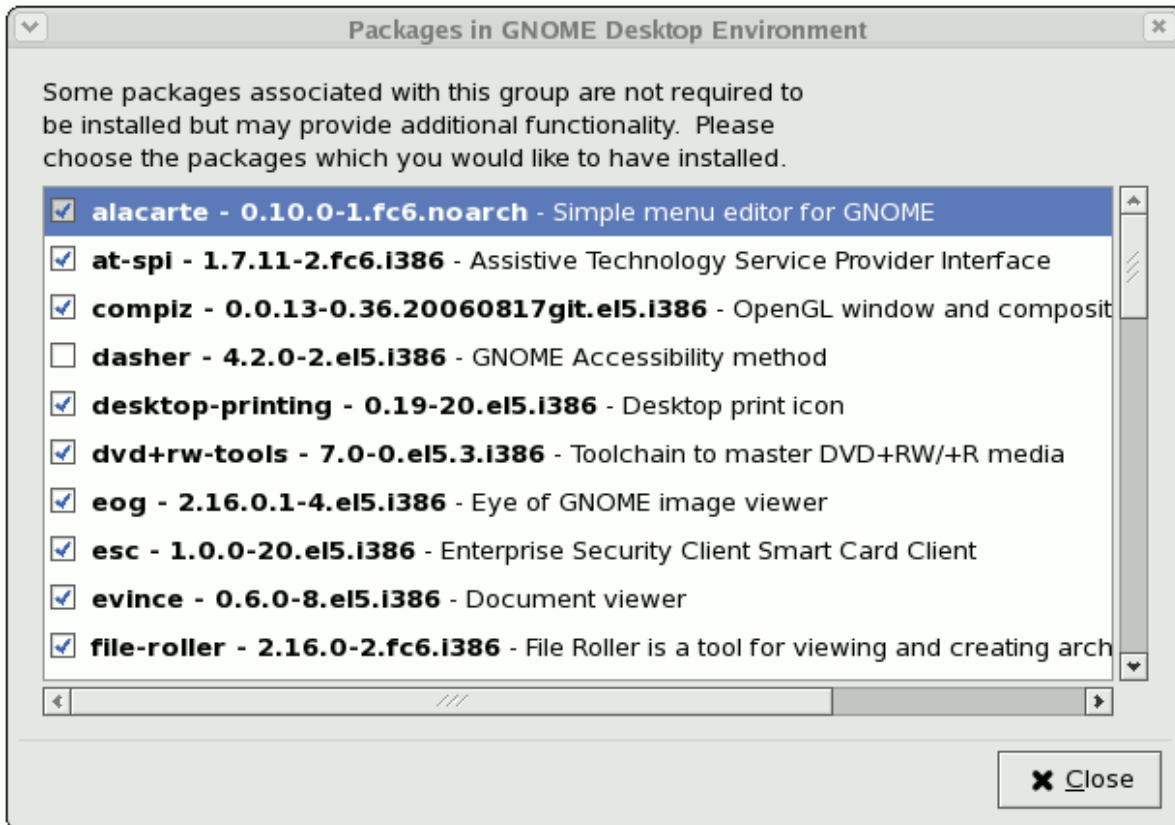 Packages in GNOME Desktop Environment
Some packages associated with this group are not required to
be installed but may provide additional functionality. Please
choose the packages which you would like to have installed.
alacarte - 0.10.0-1.fc6.noarch - Simple menu editor for GNOME
at-spi - 1.7.11-2.fc6.i386 - Assistive Technology Service Provider Interface
compiz - 0.0.13-0.36.20060817git.el5.i386 - OpenGL window and composit
dasher - 4.2.0-2.el5.i386 - GNOME Accessibility method
desktop-printing - 0.19-20.el5.i386 - Desktop print icon
dvd+rw-tools - 7.0-0.el5.3.i386 - Toolchain to master DVD+RW/+R media
eog - 2.16.0.1-4.el5.i386 - Eye of GNOME image viewer
esc - 1.0.0-20.el5.i386 - Enterprise Security Client Smart Card Client
evince - 0.6.0-8.el5.i386 - Document viewer
file-roller - 2.16.0-2.fc6.i386 - File Roller is a tool for viewing and creating arch
Close